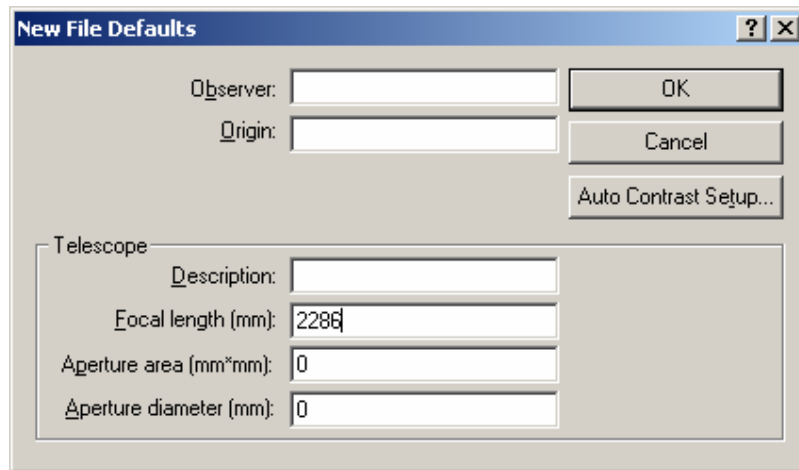 New File Defaults
Observer:
OK
Origin:
Cancel
Auto Contrast Setup...
Telescope
Description:
Focal length (mm): 2286
Aperture area (mm*mm): 0
Aperture diameter (mm): 0